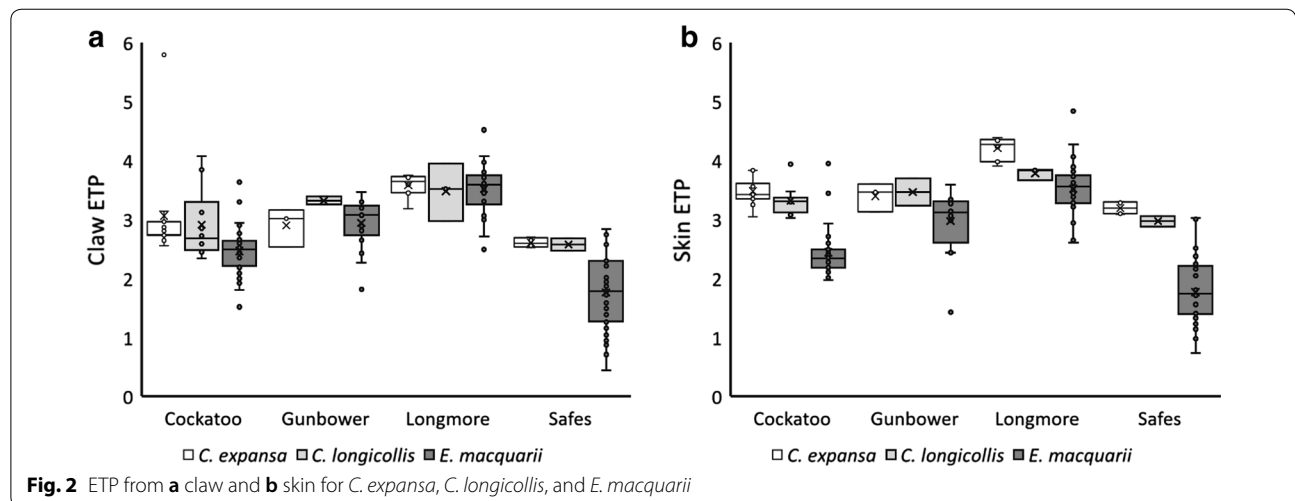 a
6
5
4
3
2
1
0
Claw ETP
Cockatoo Gunbower Longmore Safes
C. expansa C. longicollis E. macquarii
b
6
5
4
3
2
1
0
Skin ETP
Cockatoo Gunbower Longmore Safes
C. expansa C. longicollis E. macquarii
Fig. 2 ETP from a claw and b skin for C. expansa, C. longicollis, and E. macquarii